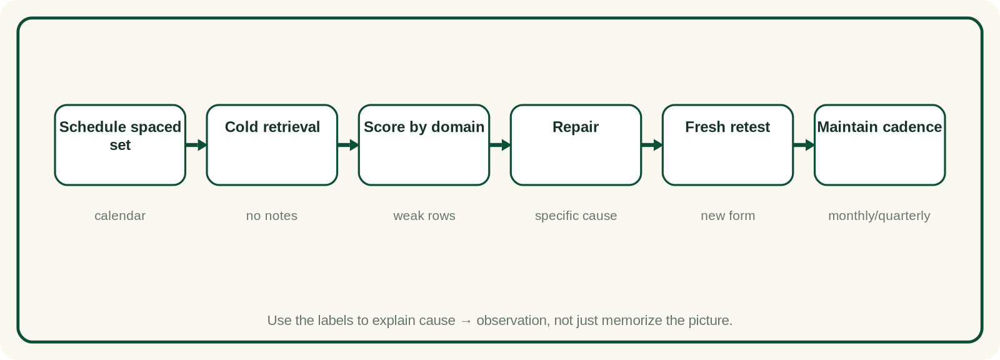 Schedule spaced
set
Cold retrieval
Score by domain
Repair
Fresh retest
Maintain cadence
calendar
no notes
weak rows
specific cause
new form
monthly/quarterly
Use the labels to explain cause → observation, not just memorize the picture.